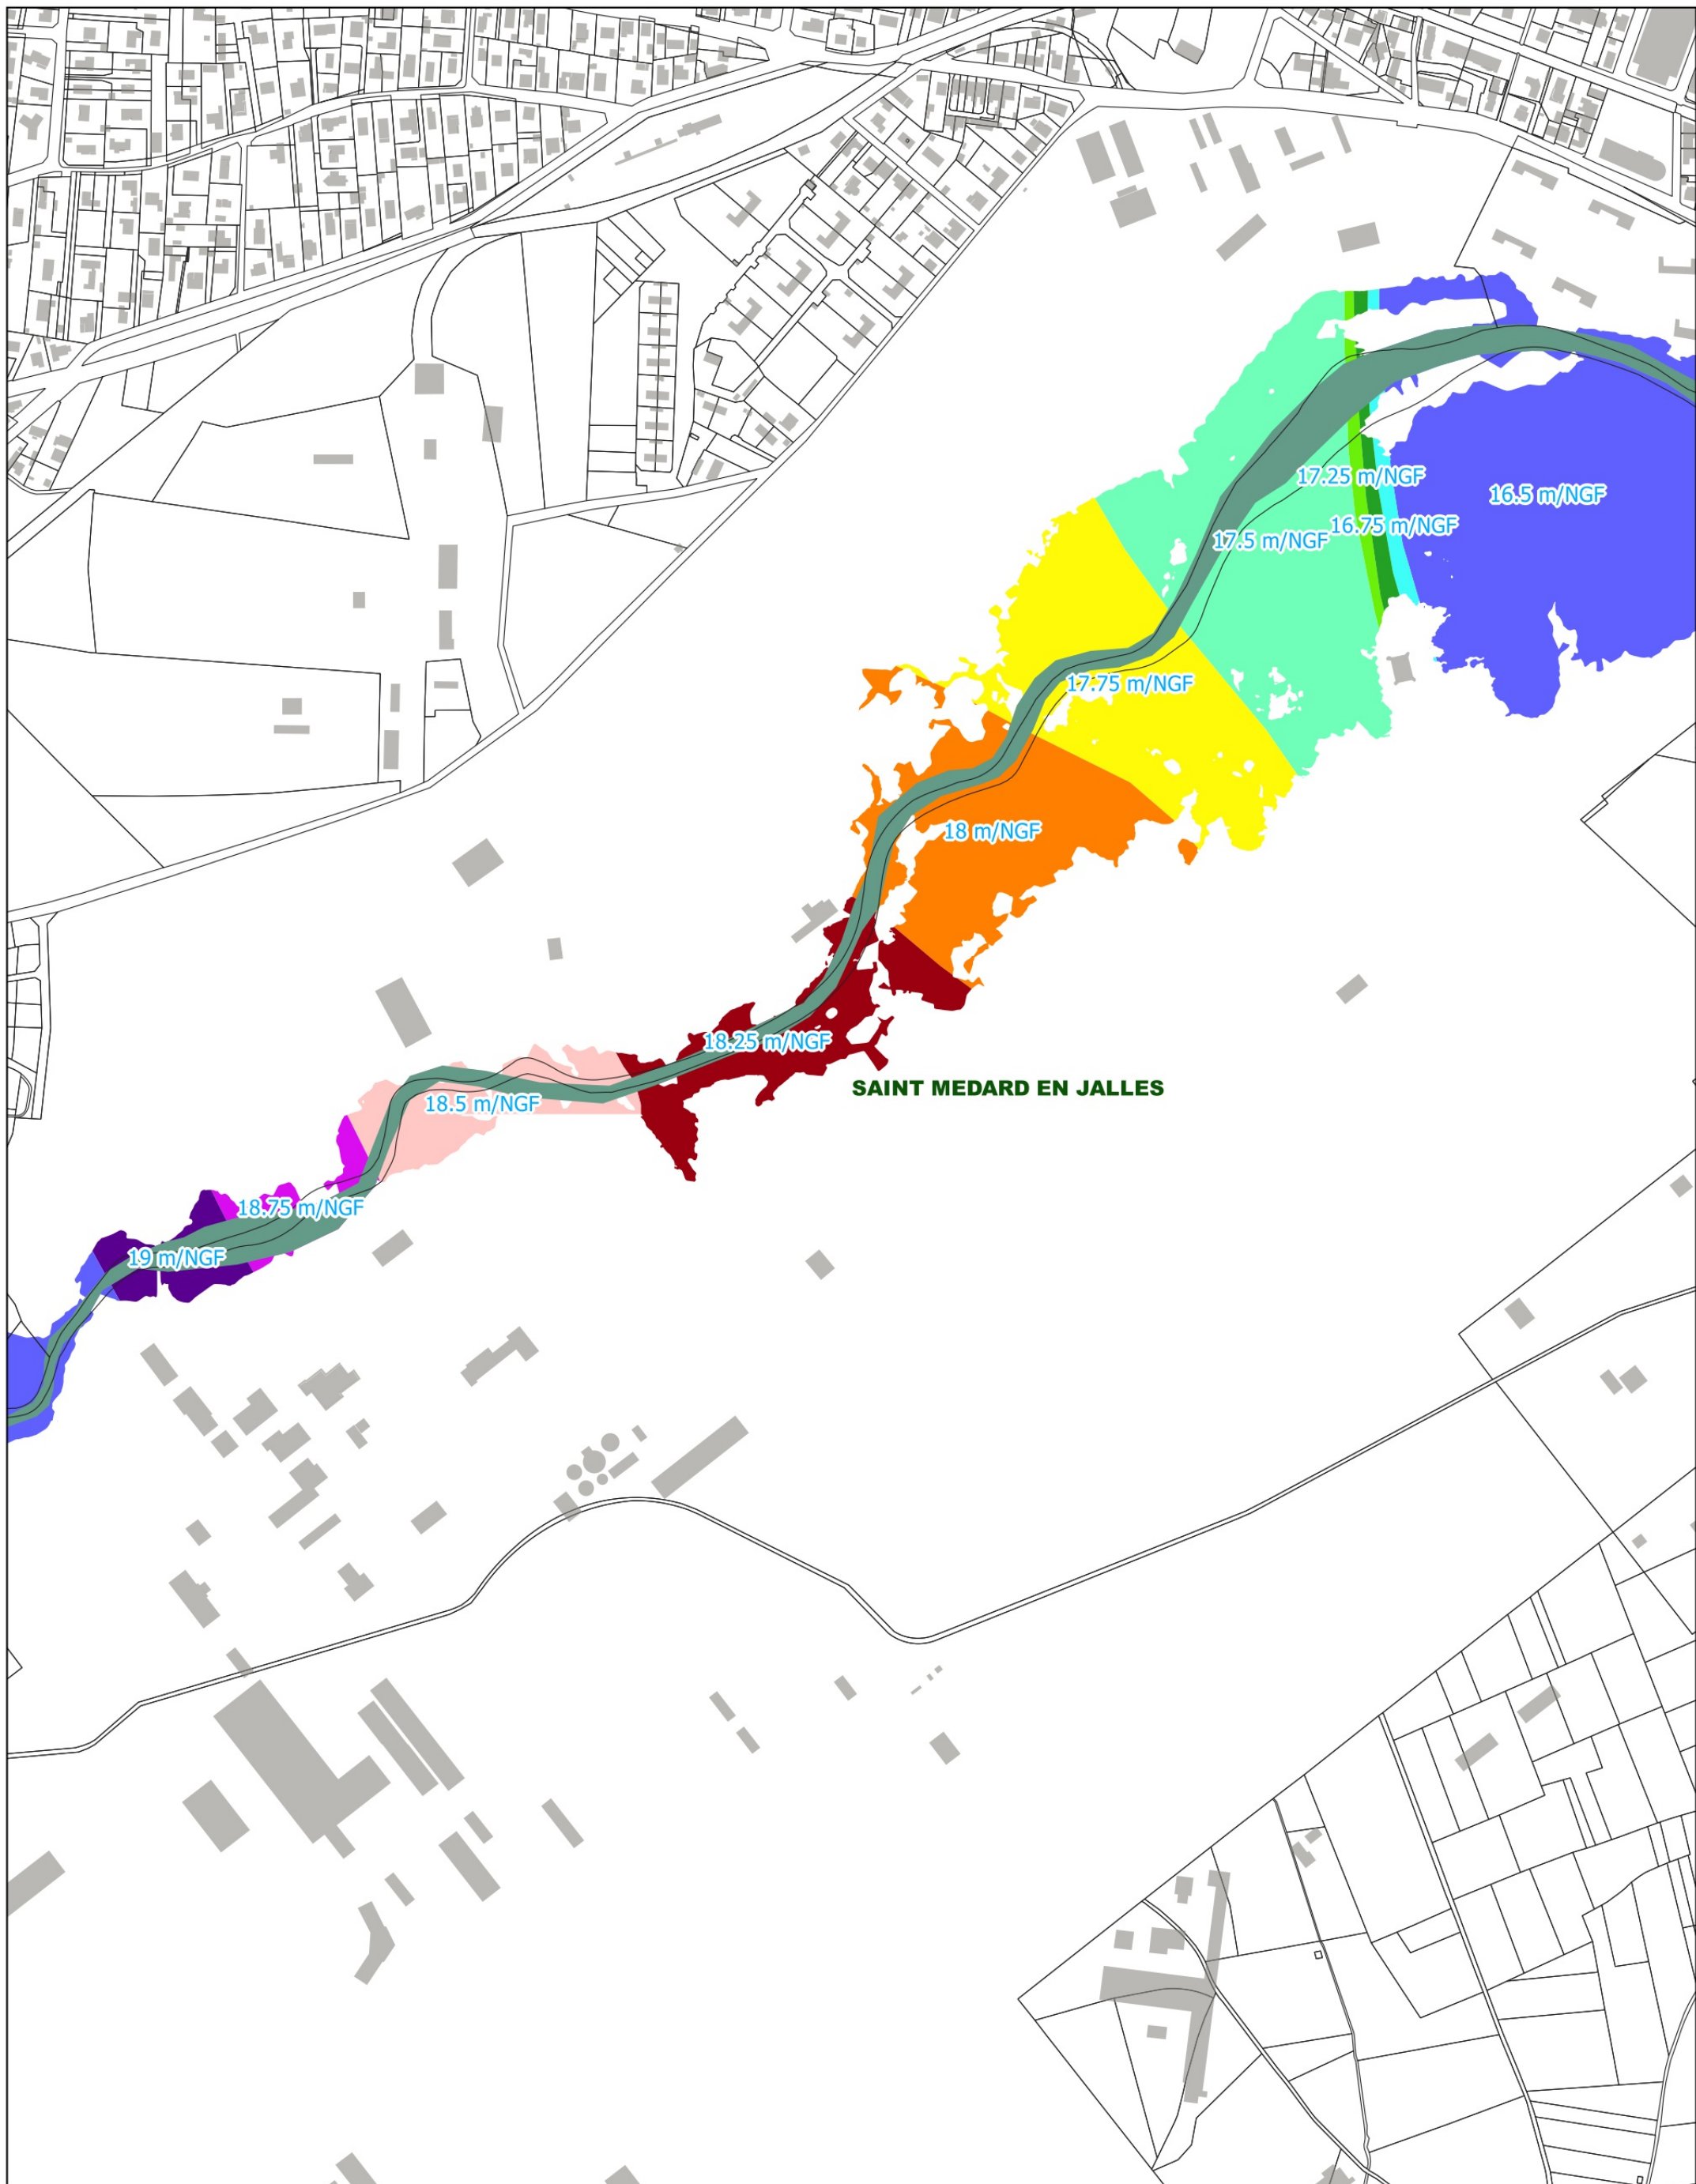 17.25 m/NGF
16.5 m/NGF
16.75 m/NGF
17.5 m/NGF
17.75 m/NGF
18 m/NGF
18.25 m/NGF
SAINT MEDARD EN JALLES
18.5 m/NGF
18.75 m/NGF
19 m/NGF